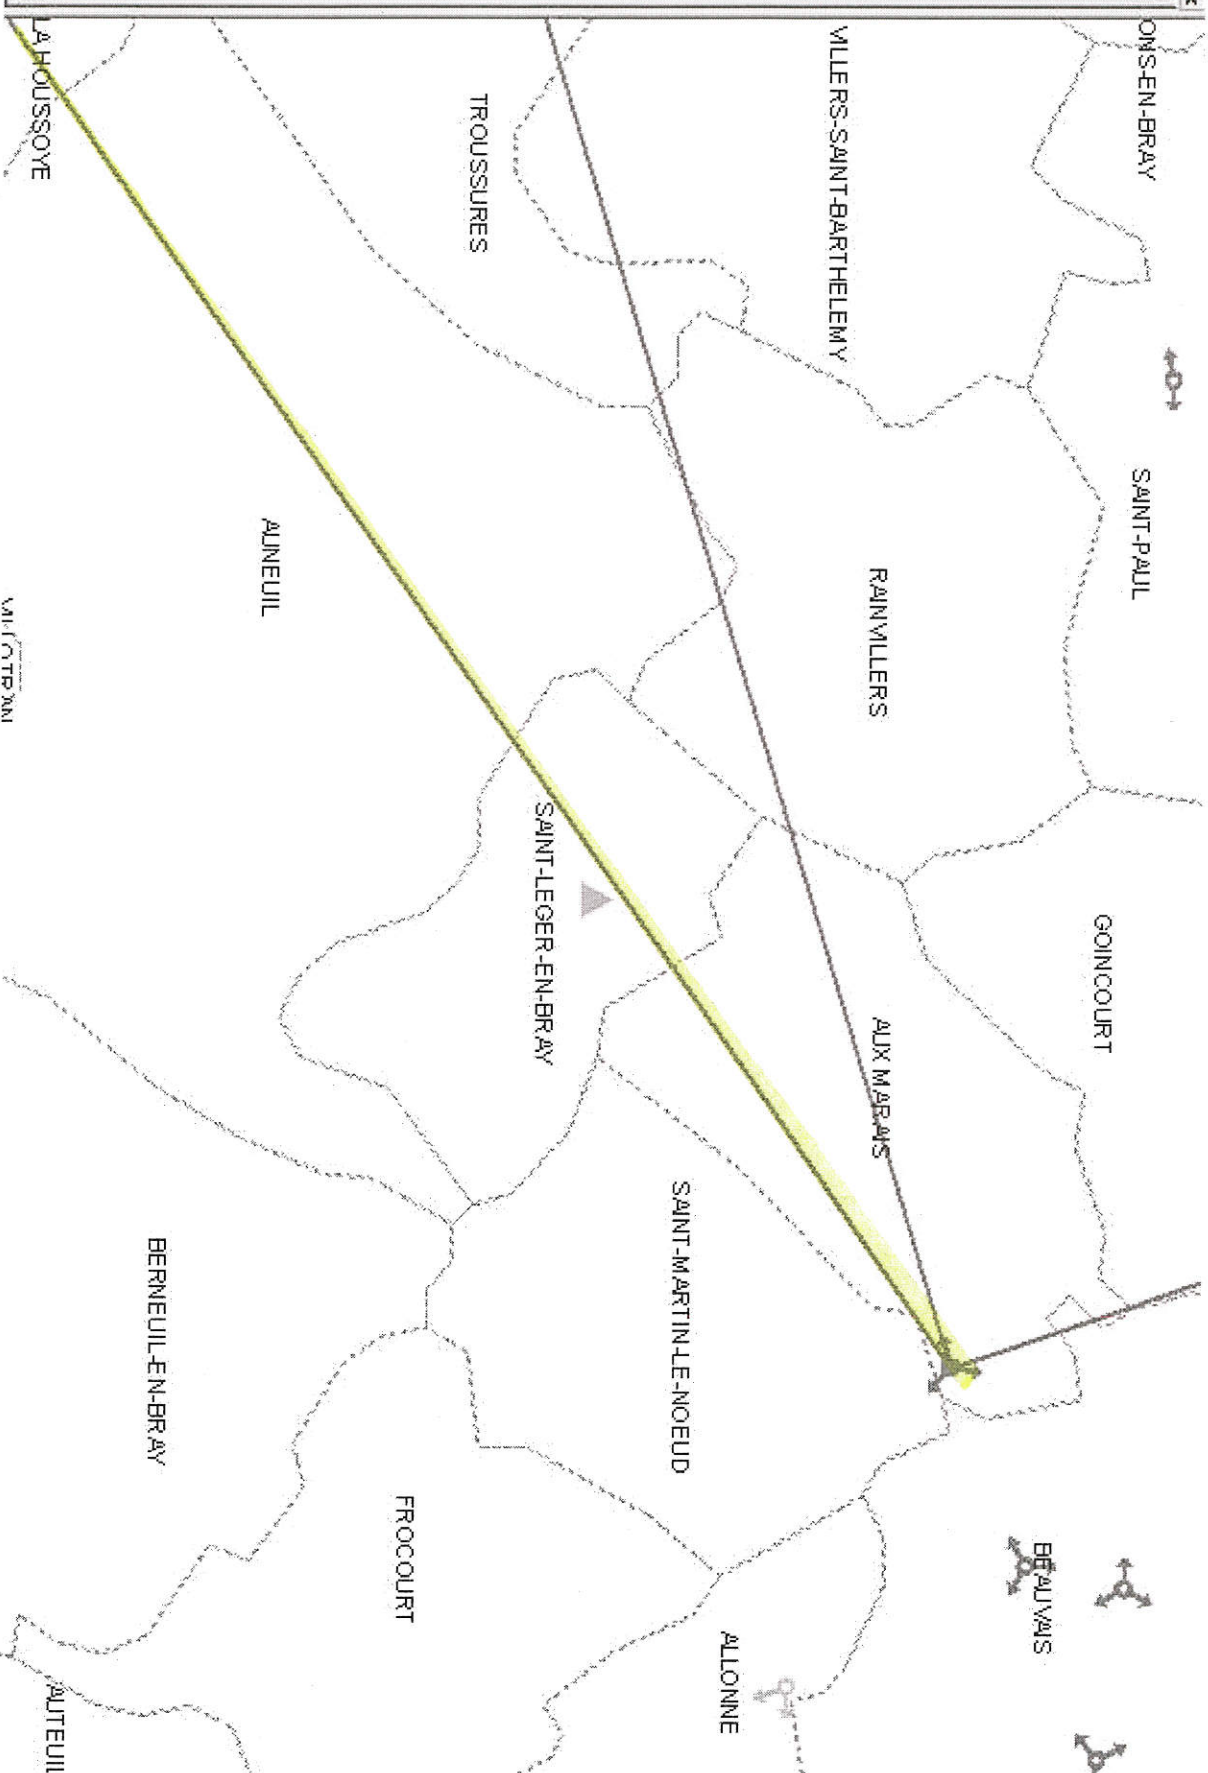 ONS-EN-BRAY
SAINT-PAUL
GOINCOURT
BEAUVAIS
RAINVILLERS
AUX MARAIS
VILLERS-SAINT-BARTHELEMY
ALLONNE
SAINT-MARTIN-LE-NOEUD
SAINT-LEGER-EN-BRAY
TROUSSURES
FROCOURT
AUNEUIL
BERNEUIL-EN-BRAY
AUTEUIL
LA HOUSSOYE